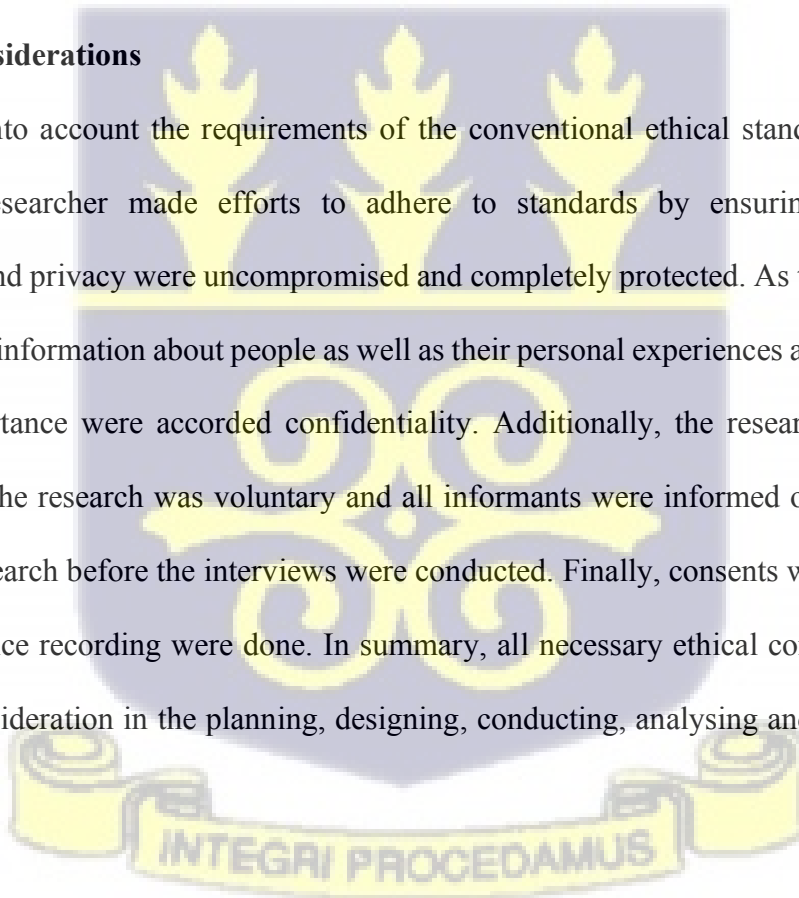 siderations
nto account the requirements of the conventional ethical stand
esearcher made efforts to adhere to standards by ensurin
nd privacy were uncompromised and completely protected. As
information about people as well as their personal experiences a
rtance were accorded confidentiality. Additionally, the resear
he research was voluntary and all informants were informed o
earch before the interviews were conducted. Finally, consents w
ice recording were done. In summary, all necessary ethical co
sideration in the planning, designing, conducting, analysing and
INTEGRI PROCEDAMUS